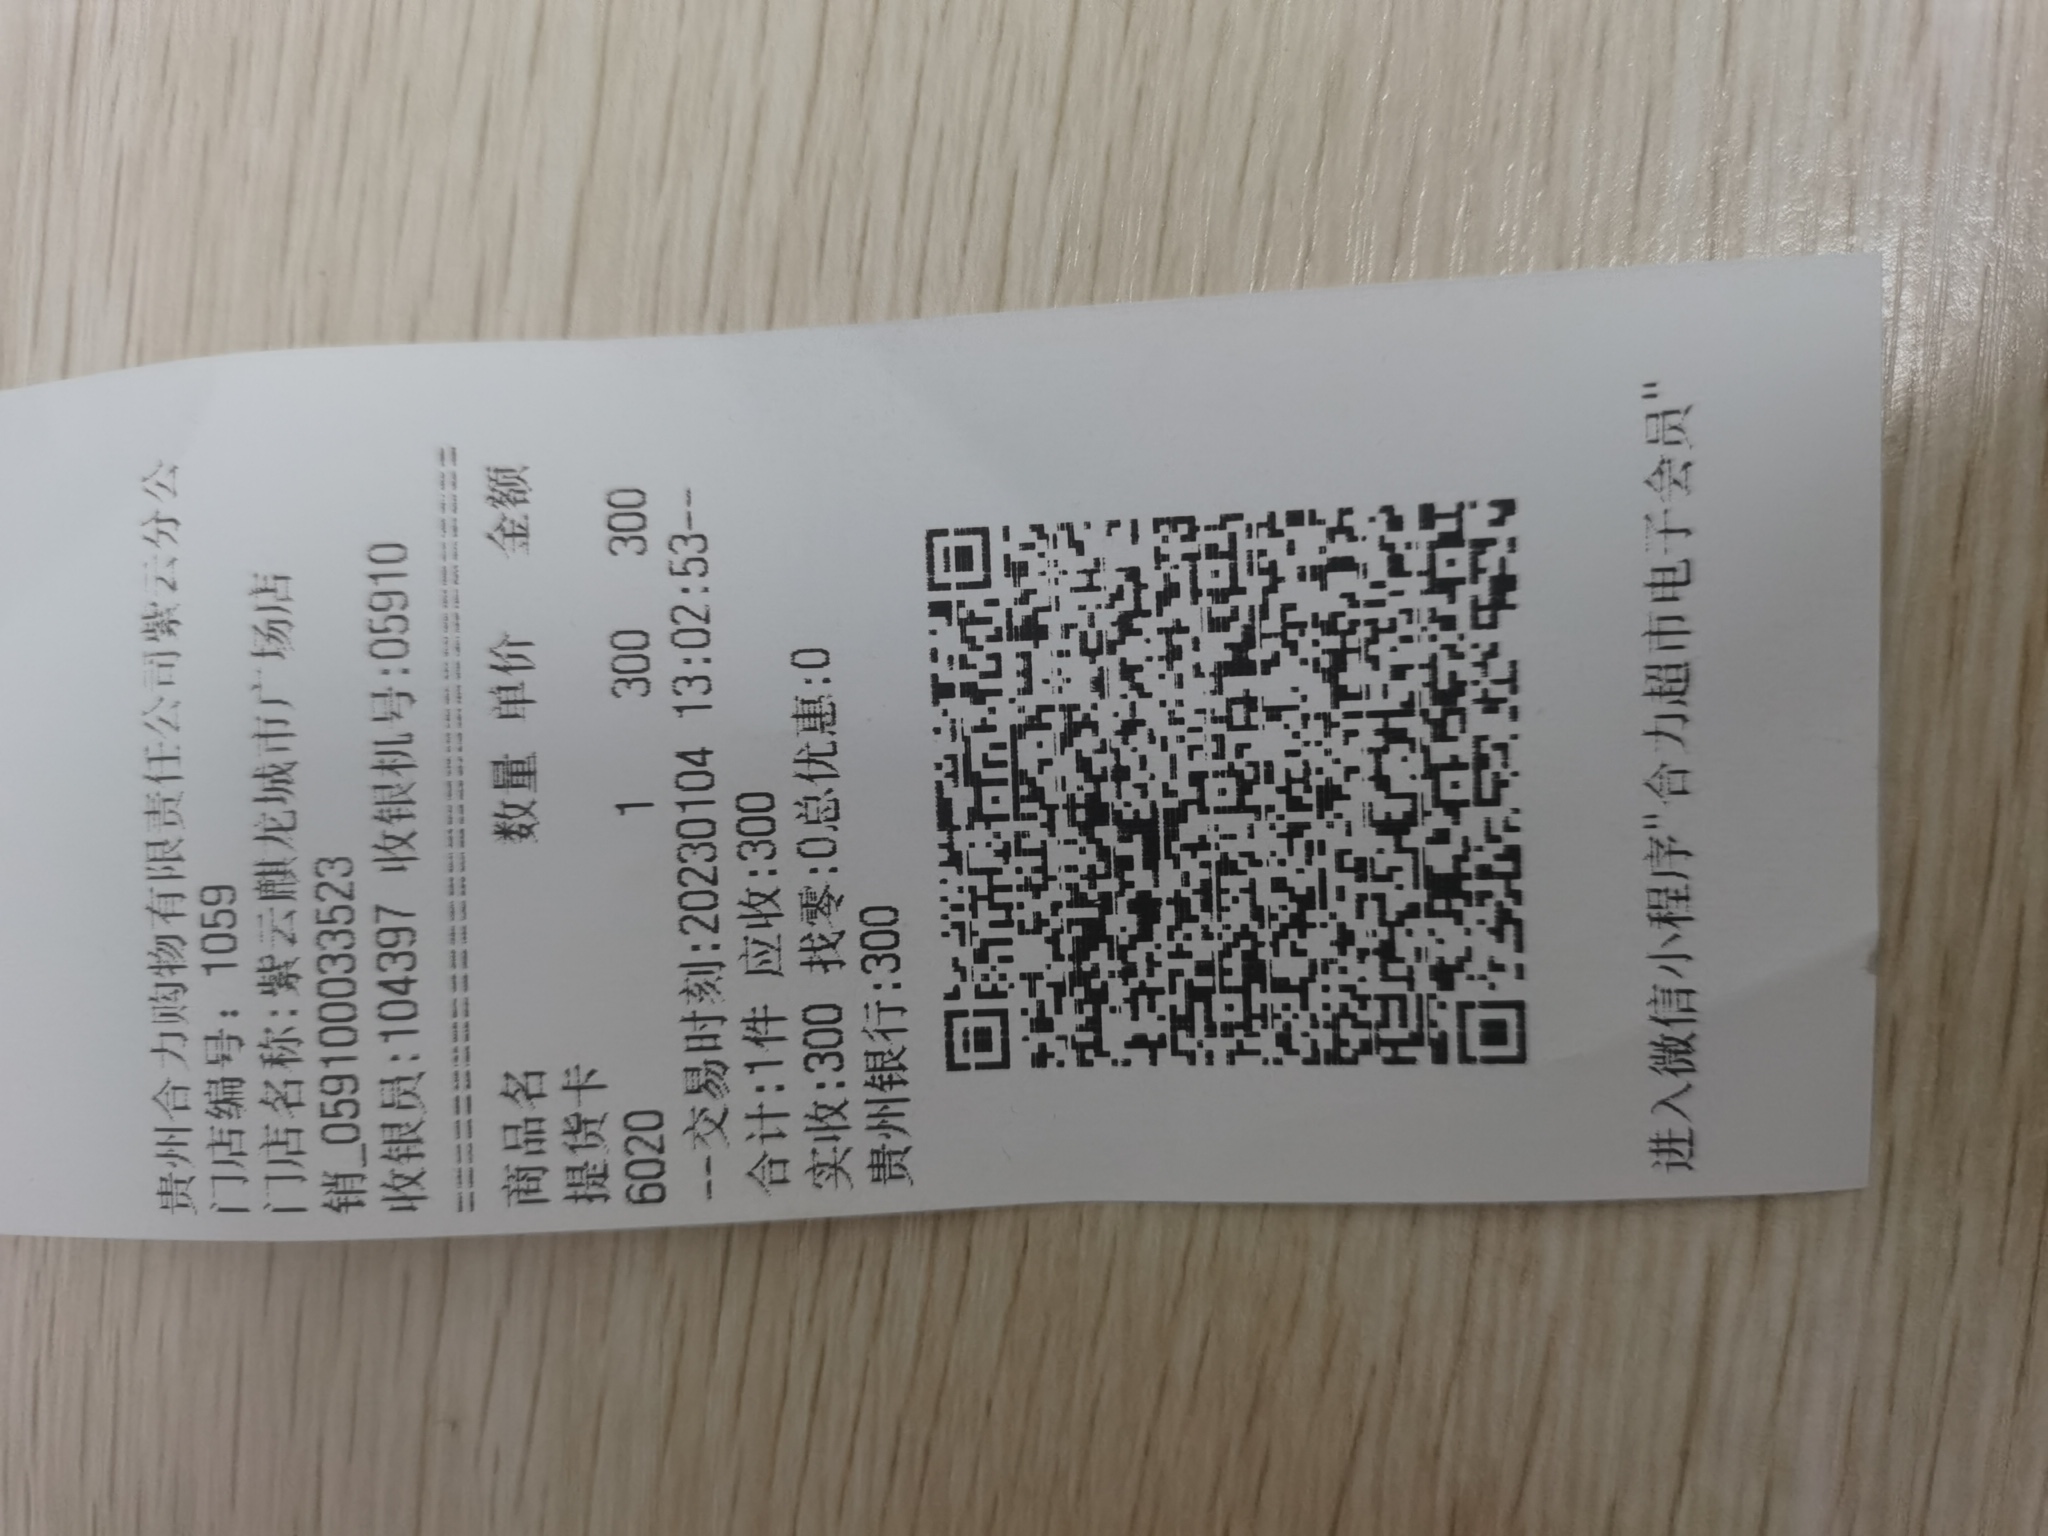 贵州合力购物有限责任公司紫云分公
门店编号: 1059
门店名称:紫云麒龙城市广场店
销_059100033523
收银员:104397 收银机号:059910
================================
商品名 数量 单价 金额
提货卡
6020 1 300 300
--交易时刻:20230104 13:02:53--
合计:1件 应收:300
实收:300 找零:0总优惠:0
贵州银行:300
进入微信小程序"合力超市电子会员"